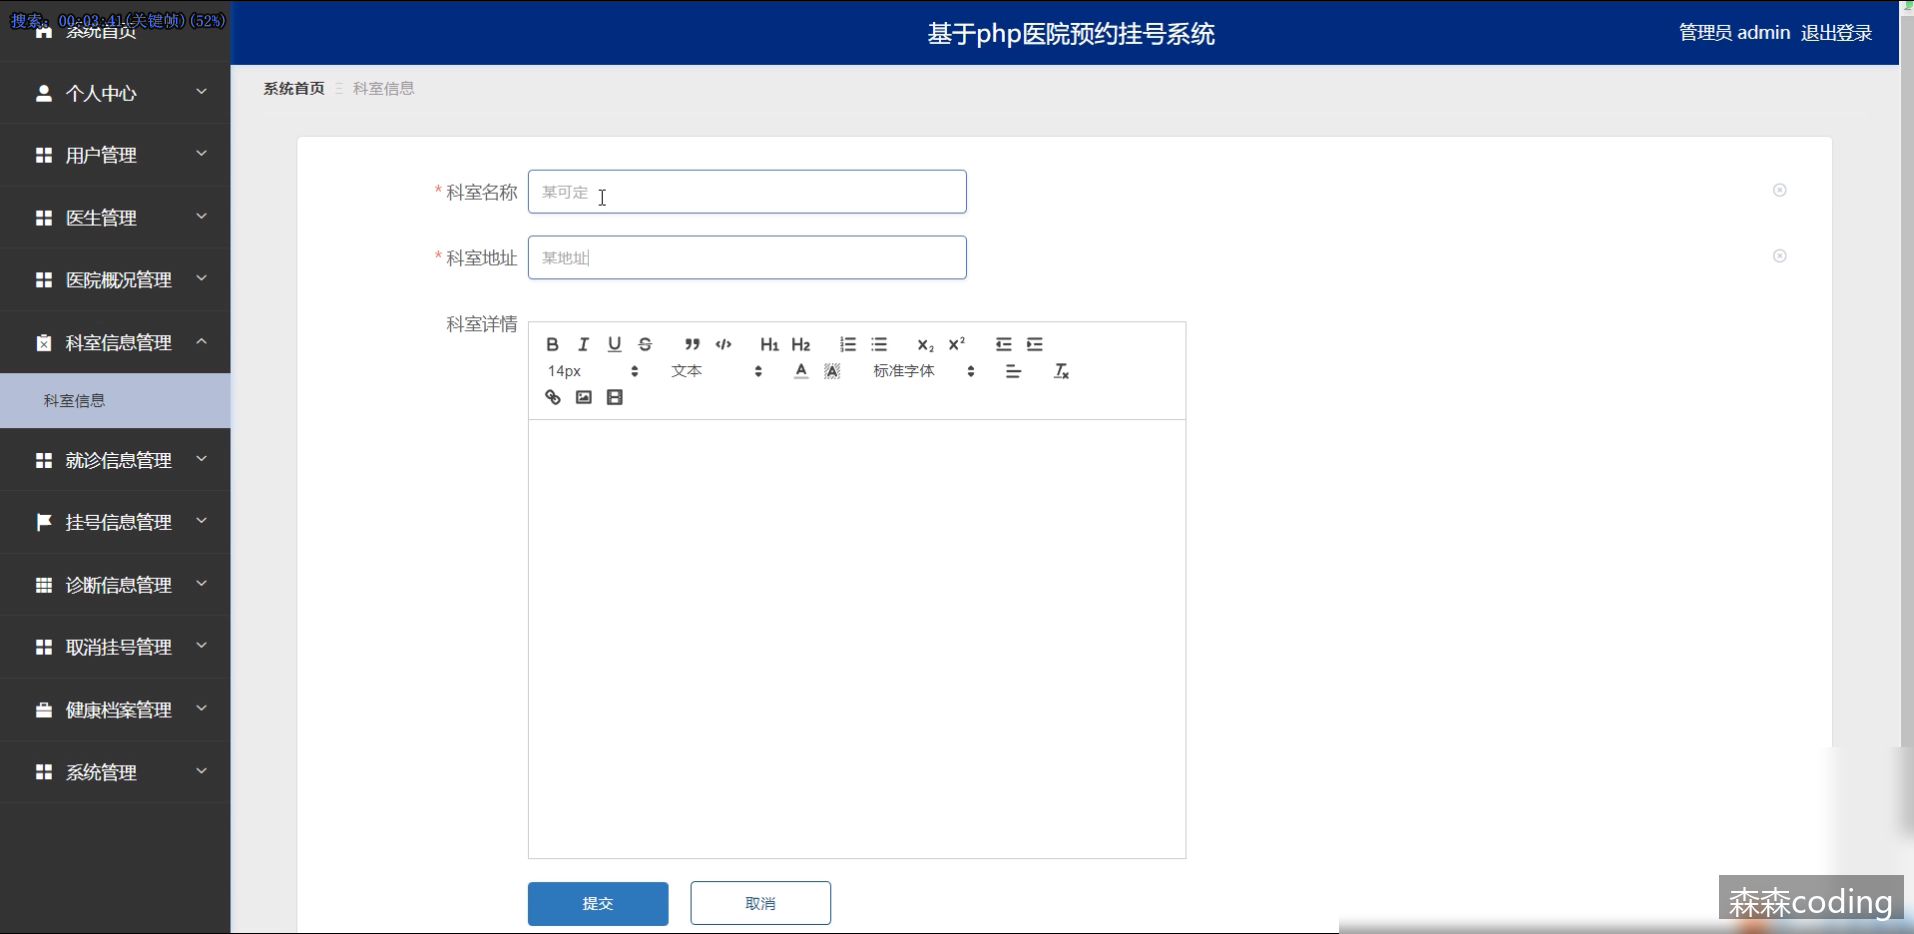 搜索: 00:03:41(关键帧)(52%)
系统首页
基于php医院预约挂号系统
管理员 admin 退出登录
个人中心
用户管理
医生管理
医院概况管理
科室信息管理
科室信息
就诊信息管理
挂号信息管理
诊断信息管理
取消挂号管理
健康档案管理
系统管理
系统首页 科室信息
* 科室名称 某可定
* 科室地址 某地址
科室详情
B I U S H1 H2 X2 X2
14px 文本 A A 标准字体
提交 取消
森森coding